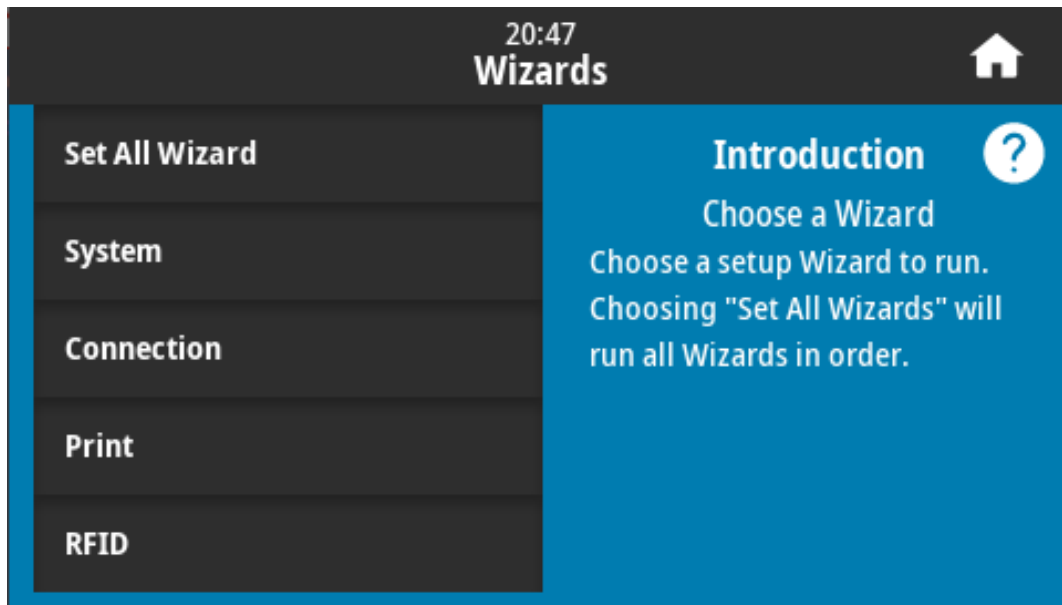 20:47
Wizards
Set All Wizard
System
Connection
Print
RFID
Introduction
?
Choose a Wizard
Choose a setup Wizard to run.
Choosing "Set All Wizards" will
run all Wizards in order.